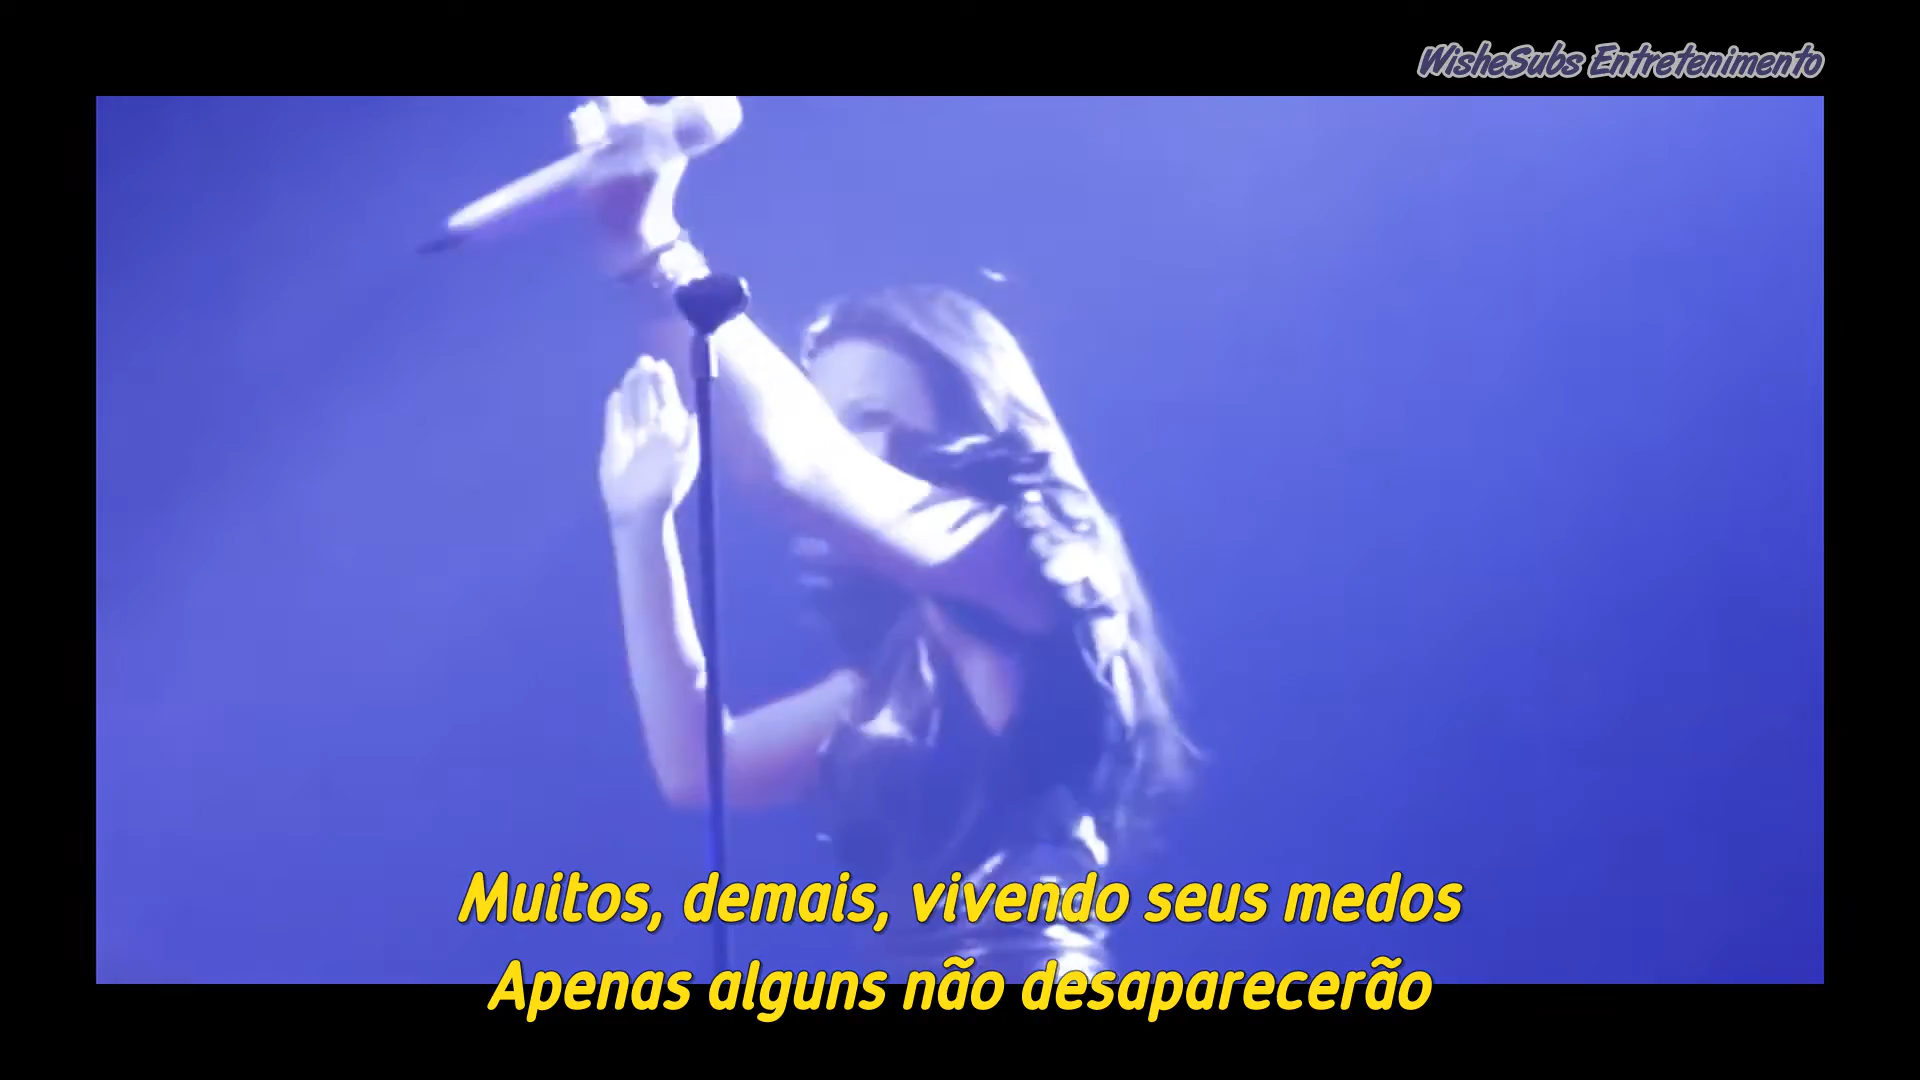 WisheSubs Entretenimento
Muitos, demais, vivendo seus medos
Apenas alguns não desaparecerão